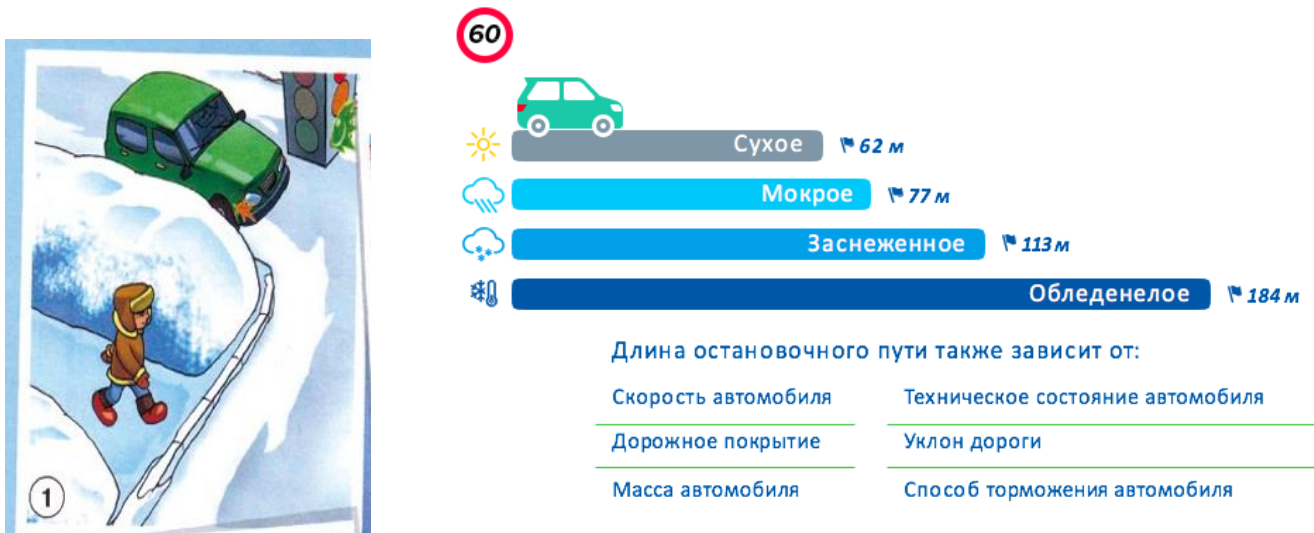 60
Сухое 62 м
Мокрое 77 м
Заснеженное 113 м
Обледенелое 184 м
Длина остановочного пути также зависит от:
Скорость автомобиля Техническое состояние автомобиля
Дорожное покрытие Уклон дороги
Масса автомобиля Способ торможения автомобиля
1